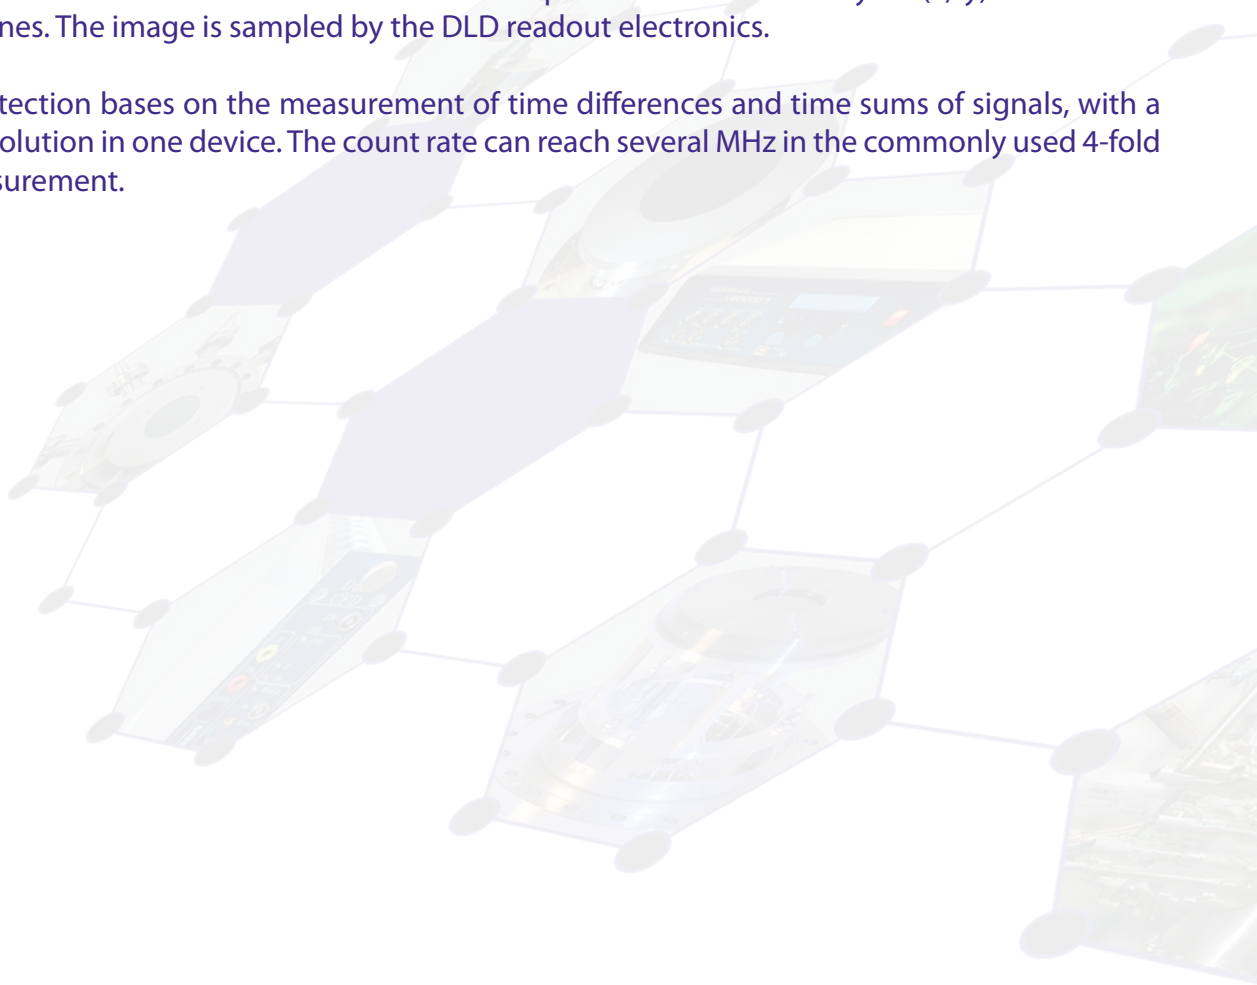 nes. The image is sampled by the DLD readout electronics.
tection bases on the measurement of time differences and time sums of signals, with a
olution in one device. The count rate can reach several MHz in the commonly used 4-fold
surement.